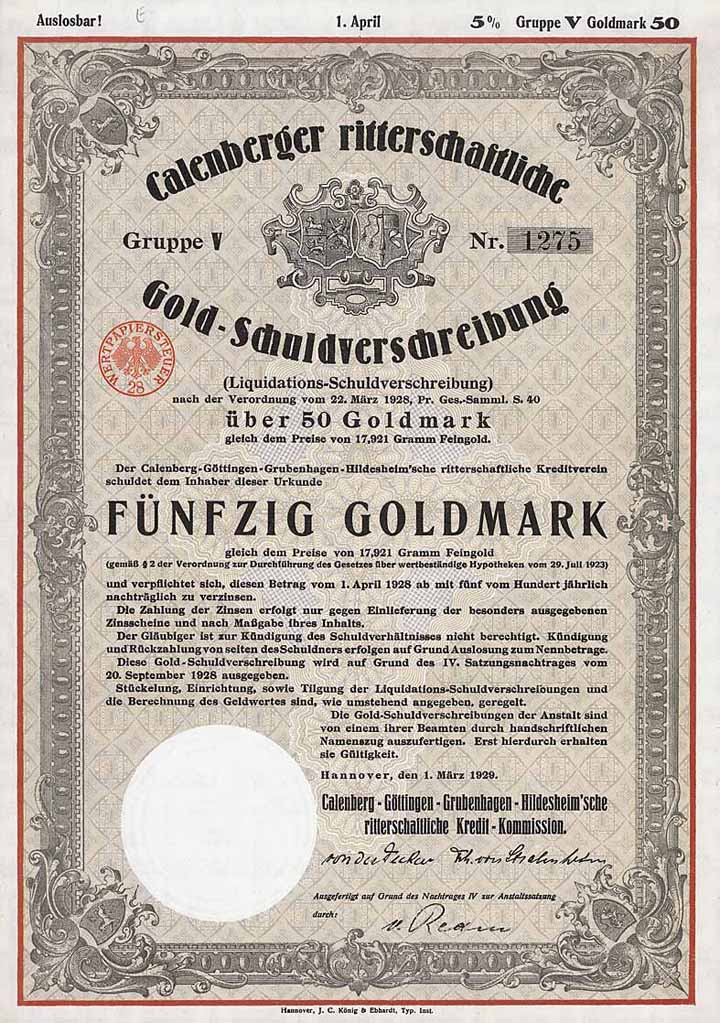 Auslosbar! 1. April 5% Gruppe V Goldmark 50
Calenberger ritterschaftliche
Gruppe V Nr. 1275
Gold-Schuldverschreibung
WERTPAPIERSTEUER
28
(Liquidations-Schuldverschreibung)
nach der Verordnung vom 22. März 1928, Pr. Ges.-Samml. S. 40
über 50 Goldmark
gleich dem Preise von 17,921 Gramm Feingold.
Der Calenberg-Göttingen-Grubenhagen-Hildesheim'sche ritterschaftliche Kreditverein
schuldet dem Inhaber dieser Urkunde
FÜNFZIG GOLDMARK
gleich dem Preise von 17,921 Gramm Feingold
(gemäß § 2 der Verordnung zur Durchführung des Gesetzes über wertbeständige Hypotheken vom 29. Juli 1923)
und verpflichtet sich, diesen Betrag vom 1. April 1928 ab mit fünf vom Hundert jährlich
nachträglich zu verzinsen.
Die Zahlung der Zinsen erfolgt nur gegen Einlieferung der besonders ausgegebenen
Zinsscheine und nach Maßgabe ihres Inhalts.
Der Gläubiger ist zur Kündigung des Schuldverhältnisses nicht berechtigt. Kündigung
und Rückzahlung von seiten des Schuldners erfolgen auf Grund Auslosung zum Nennbetrage.
Diese Gold-Schuldverschreibung wird auf Grund des IV. Satzungsnachtrages vom
20. September 1928 ausgegeben.
Stückelung, Einrichtung, sowie Tilgung der Liquidations-Schuldverschreibungen und
die Berechnung des Geldwertes sind, wie umstehend angegeben, geregelt.
Die Gold-Schuldverschreibungen der Anstalt sind
von einem ihrer Beamten durch handschriftlichen
Namenszug auszufertigen. Erst hierdurch erhalten
sie Gültigkeit.
Hannover, den 1. März 1929.
Calenberg-Göttingen-Grubenhagen-Hildesheim'sche
ritterschaftliche Kredit-Kommission.
von der Decken
Ausgefertigt auf Grund des Nachtrages IV zur Anstaltssatzung
durch:
Hannover, J. C. König & Ebhardt, Typ. Inst.